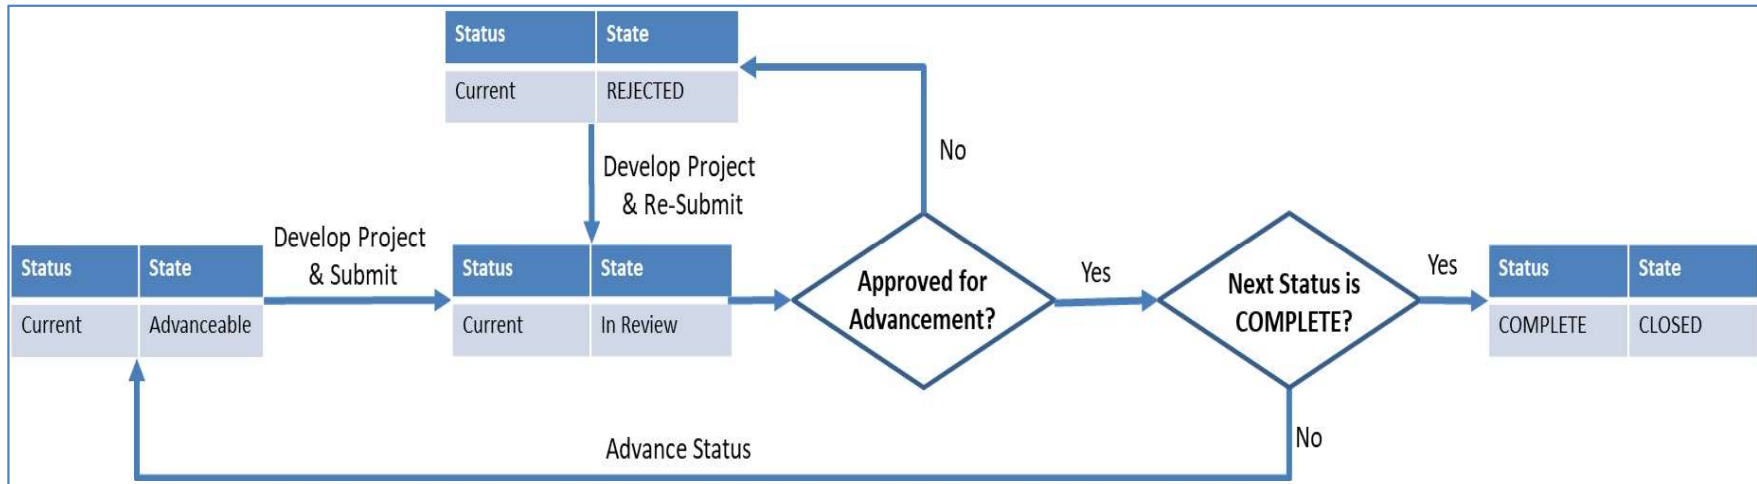 Status State
Current REJECTED
No
Develop Project
& Re-Submit
Develop Project
& Submit
Status State
Current Advanceable
Status State
Current In Review
Approved for
Advancement?
Yes
Next Status is
COMPLETE?
Yes
Status State
COMPLETE CLOSED
No
Advance Status